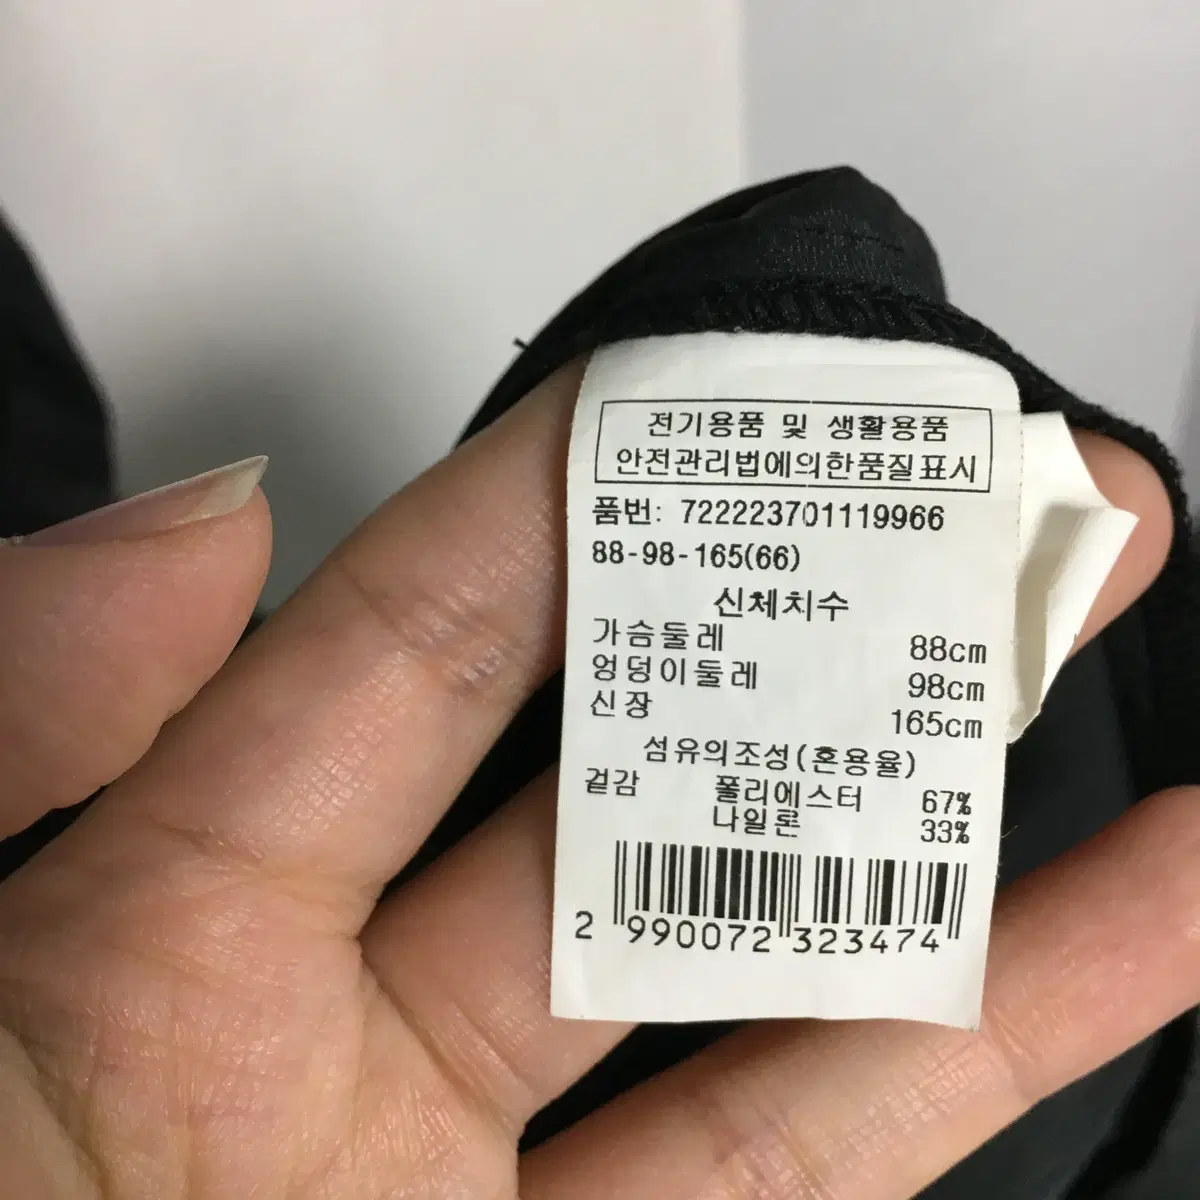 전기용품 및 생활용품
안전관리법에의한품질표시
품번: 722223701119966
88-98-165(66)
신체치수
가슴둘레 88cm
엉덩이둘레 98cm
신장 165cm
섬유의조성(혼용율)
겉감 폴리에스터 67%
나일론 33%
2 990072 323474